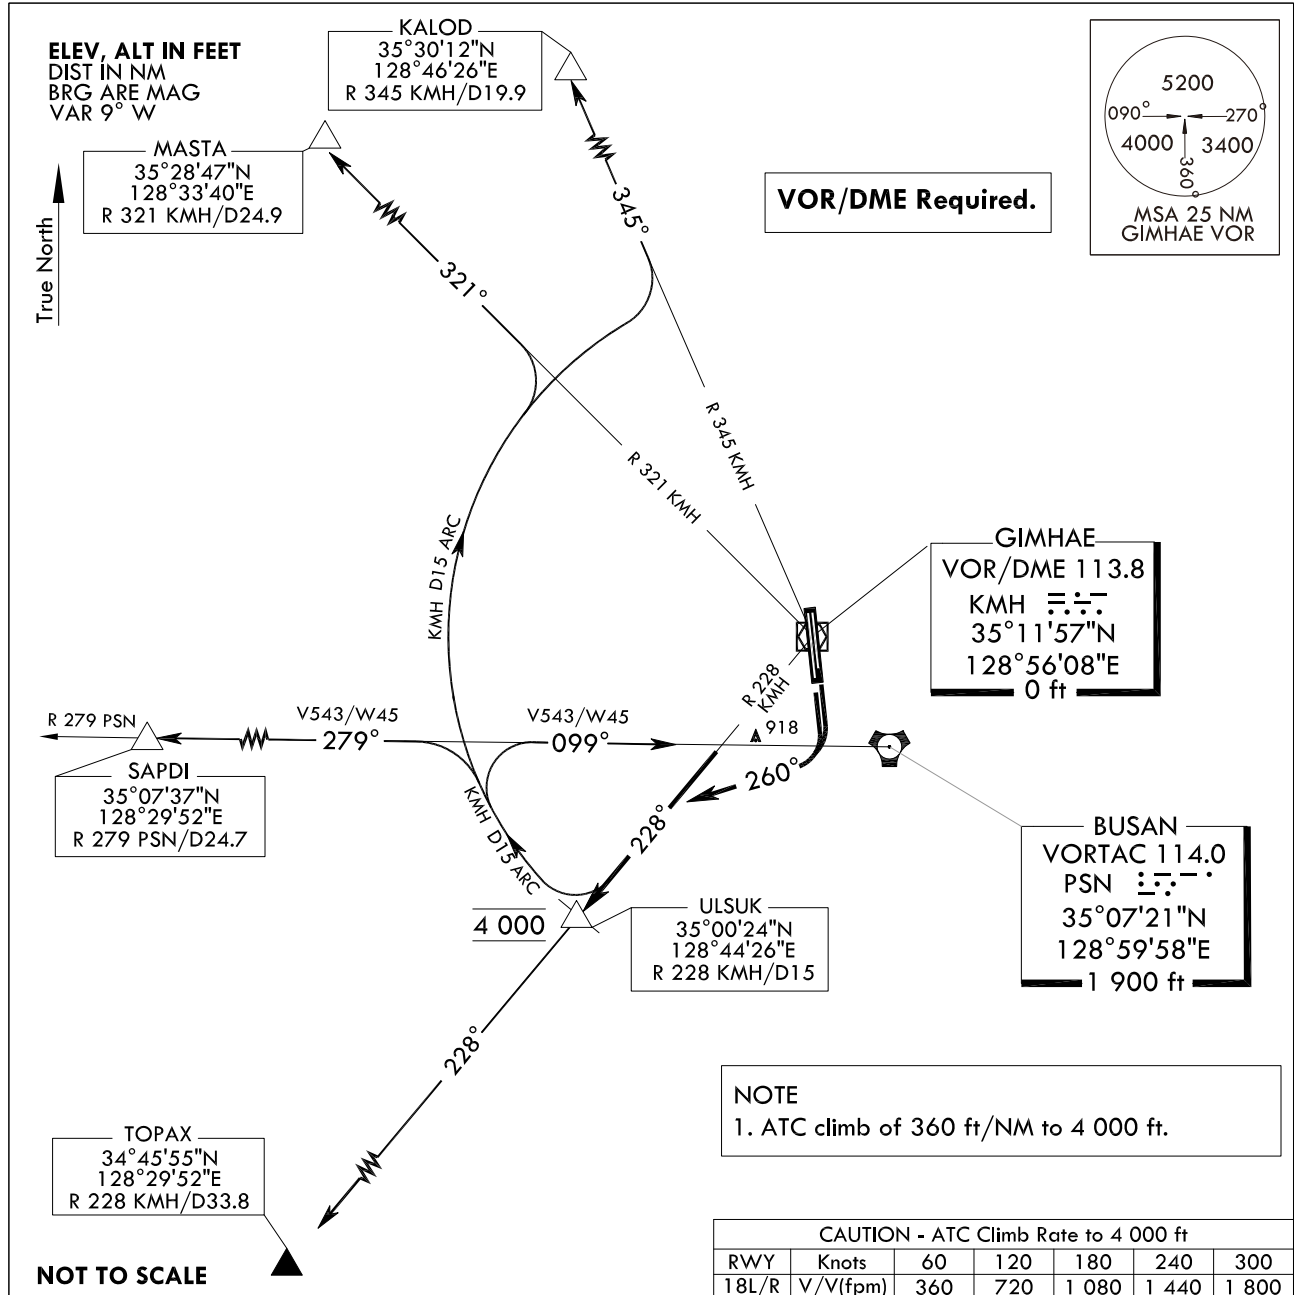 ELEV, ALT IN FEET
DIST IN NM
BRG ARE MAG
VAR 9° W
True North
KALOD
35°30'12"N
128°46'26"E
R 345 KMH/D19.9
MASTA
35°28'47"N
128°33'40"E
R 321 KMH/D24.9
VOR/DME Required.
5200
090°
270°
4000
3400
360°
MSA 25 NM
GIMHAE VOR
345°
321°
R 345 KMH
R 321 KMH
KMH D15 ARC
GIMHAE
VOR/DME 113.8
KMH
35°11'57"N
128°56'08"E
0 ft
R 228
KMH
918
R 279 PSN
V543/W45
279°
V543/W45
099°
260°
SAPDI
35°07'37"N
128°29'52"E
R 279 PSN/D24.7
KMH D15 ARC
228°
BUSAN
VORTAC 114.0
PSN
35°07'21"N
128°59'58"E
1 900 ft
4 000
ULSUK
35°00'24"N
128°44'26"E
R 228 KMH/D15
228°
NOTE
1. ATC climb of 360 ft/NM to 4 000 ft.
TOPAX
34°45'55"N
128°29'52"E
R 228 KMH/D33.8
NOT TO SCALE
CAUTION - ATC Climb Rate to 4 000 ft
RWY Knots 60 120 180 240 300
18L/R V/V(fpm) 360 720 1 080 1 440 1 800